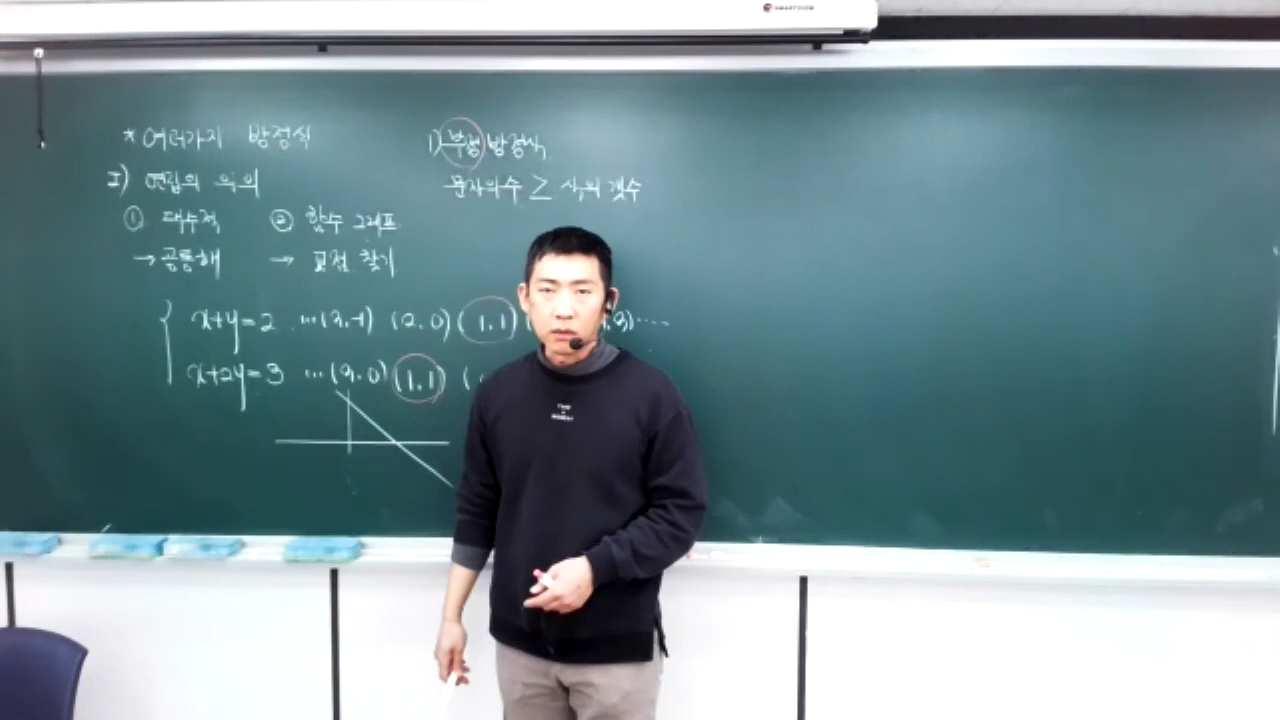 * 여러가지 방정식
I) 연립의 의의
① 대수적 ② 함수 그래프
→ 공통해 → 교점 찾기
x+y=2 ...(3,-1) (2,0) (1,1)
x+2y=3 ...(3,0) (1,1) (
1) 부정방정식
문자의수 ≥ 식의 갯수